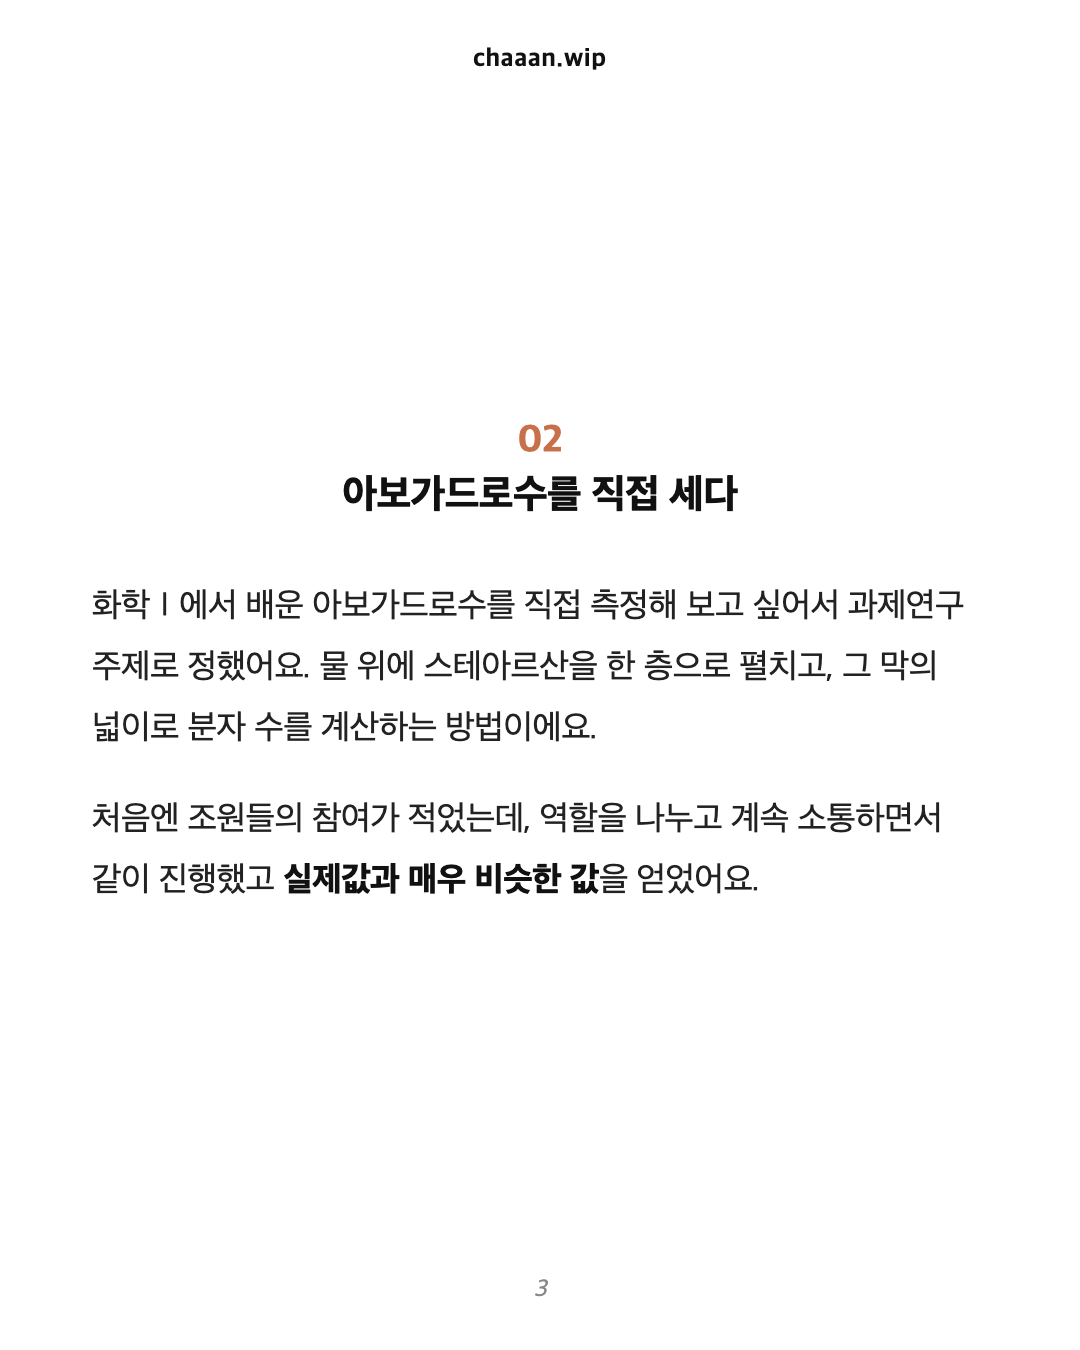 chaaan.wip
02
아보가드로수를 직접 세다
화학Ⅰ에서 배운 아보가드로수를 직접 측정해 보고 싶어서 과제연구
주제로 정했어요. 물 위에 스테아르산을 한 층으로 펼치고, 그 막의
넓이로 분자 수를 계산하는 방법이에요.
처음엔 조원들의 참여가 적었는데, 역할을 나누고 계속 소통하면서
같이 진행했고 실제값과 매우 비슷한 값을 얻었어요.
3